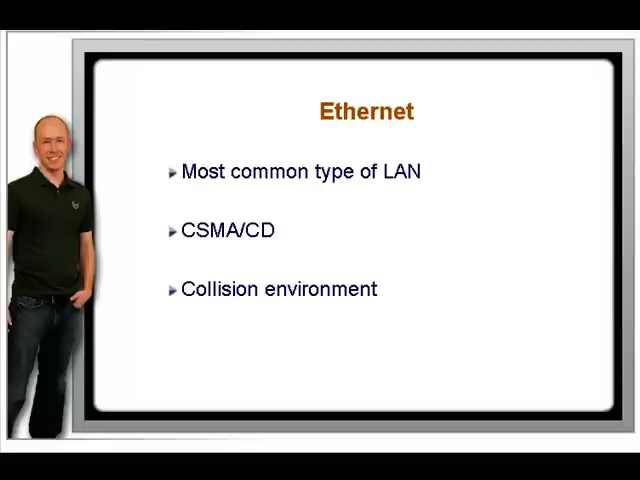 Ethernet
Most common type of LAN
CSMA/CD
Collision environment